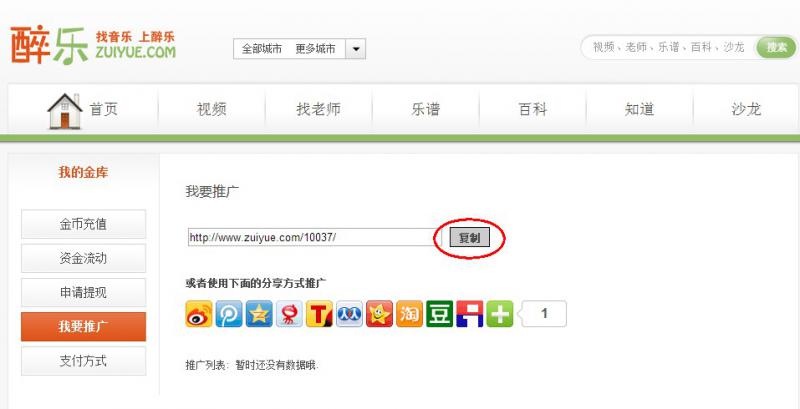 醉乐
找音乐 上醉乐
ZUIYUE.COM
全部城市 更多城市
视频、老师、乐谱、百科、沙龙
搜索
首页 视频 找老师 乐谱 百科 知道 沙龙
我的金库
金币充值
资金流动
申请提现
我要推广
支付方式
我要推广
http://www.zuiyue.com/10037/
复制
或者使用下面的分享方式推广
淘 豆
1
推广列表：暂时还没有数据哦.